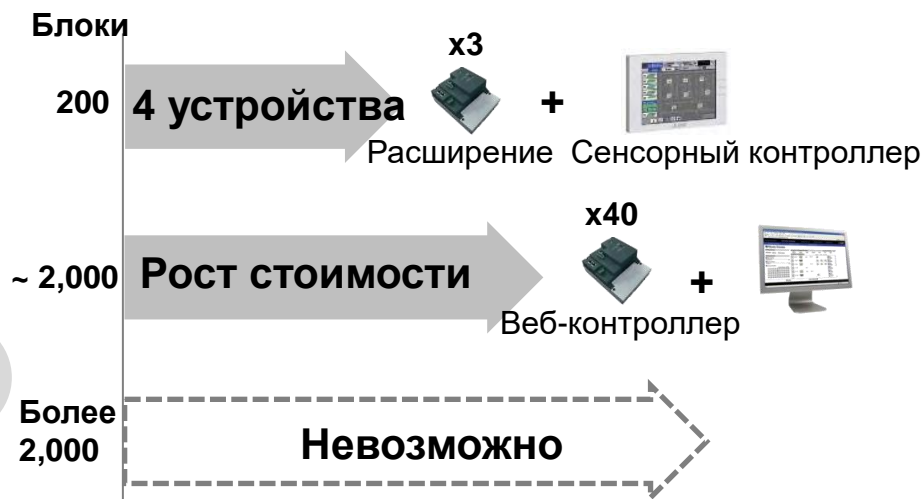 Блоки
x3
200
4 устройства
+
Расширение
Сенсорный контроллер
x40
~ 2,000
Рост стоимости
+
Веб-контроллер
Более
2,000
Невозможно